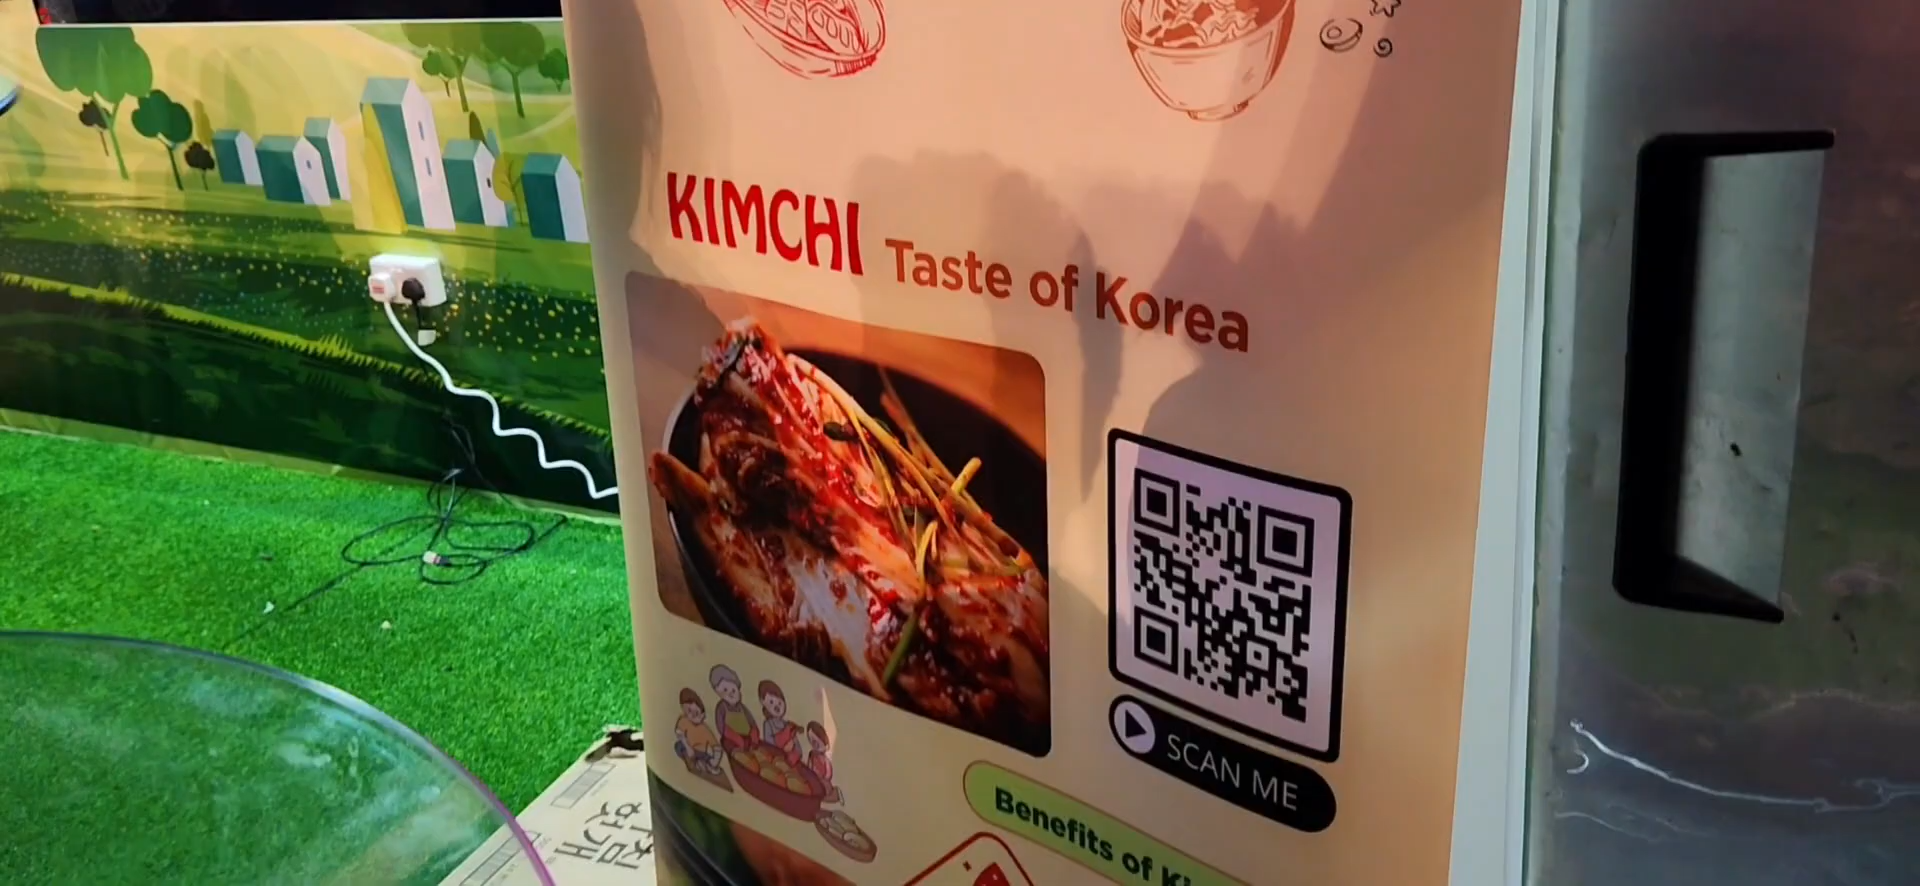 KIMCHI Taste of Korea
SCAN ME
Benefits of